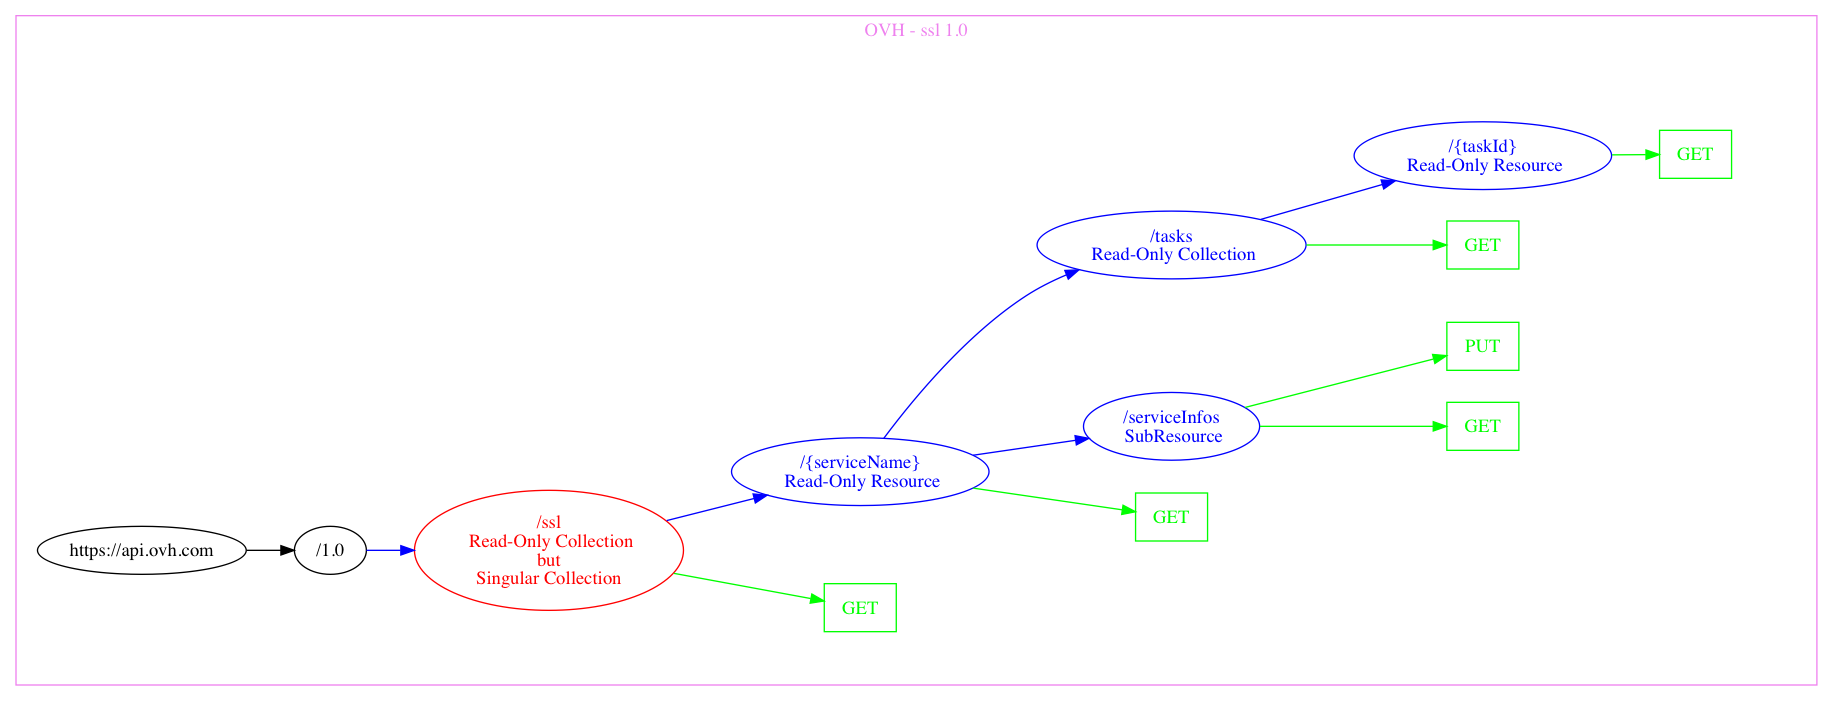 OVH - ssl 1.0
/{taskId}
Read-Only Resource
GET
/tasks
Read-Only Collection
GET
PUT
/serviceInfos
SubResource
GET
/{serviceName}
Read-Only Resource
GET
https://api.ovh.com
/1.0
/ssl
Read-Only Collection
but
Singular Collection
GET